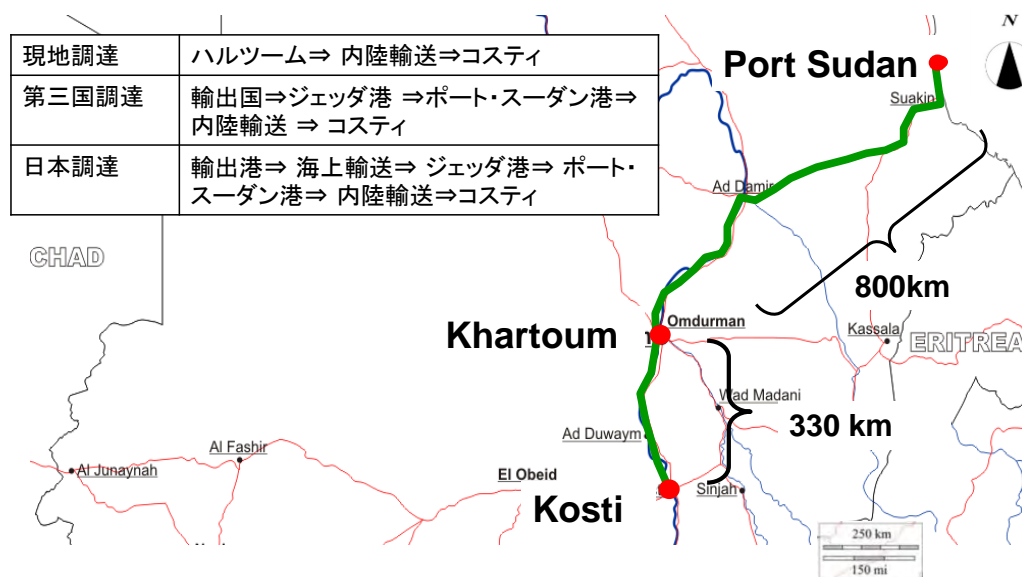 現地調達 ハルツーム⇒ 内陸輸送⇒コスティ
第三国調達 輸出国⇒ジェッダ港 ⇒ポート・スーダン港⇒
内陸輸送 ⇒ コスティ
日本調達 輸出港⇒ 海上輸送⇒ ジェッダ港⇒ ポート・
スーダン港⇒ 内陸輸送⇒コスティ
N
Port Sudan
Suakin
Ad Damir
CHAD
800km
Omdurman
Khartoum
Kassala
ERITREA
Wad Madani
330 km
Ad Duwaym
Al Fashir
Al Junaynah
El Obeid
Sinjah
Kosti
250 km
150 mi